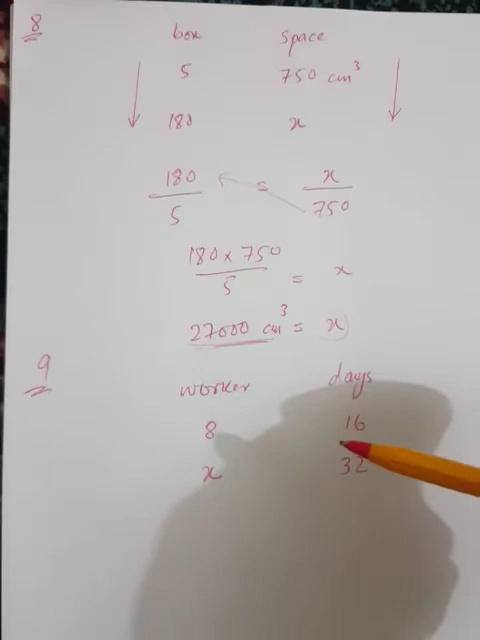 8 box space
5 750 cm³
180 x
180/5 = x/750
180 x 750/5 = x
27000 cm³ = x
9
worker days
8 16
x 32